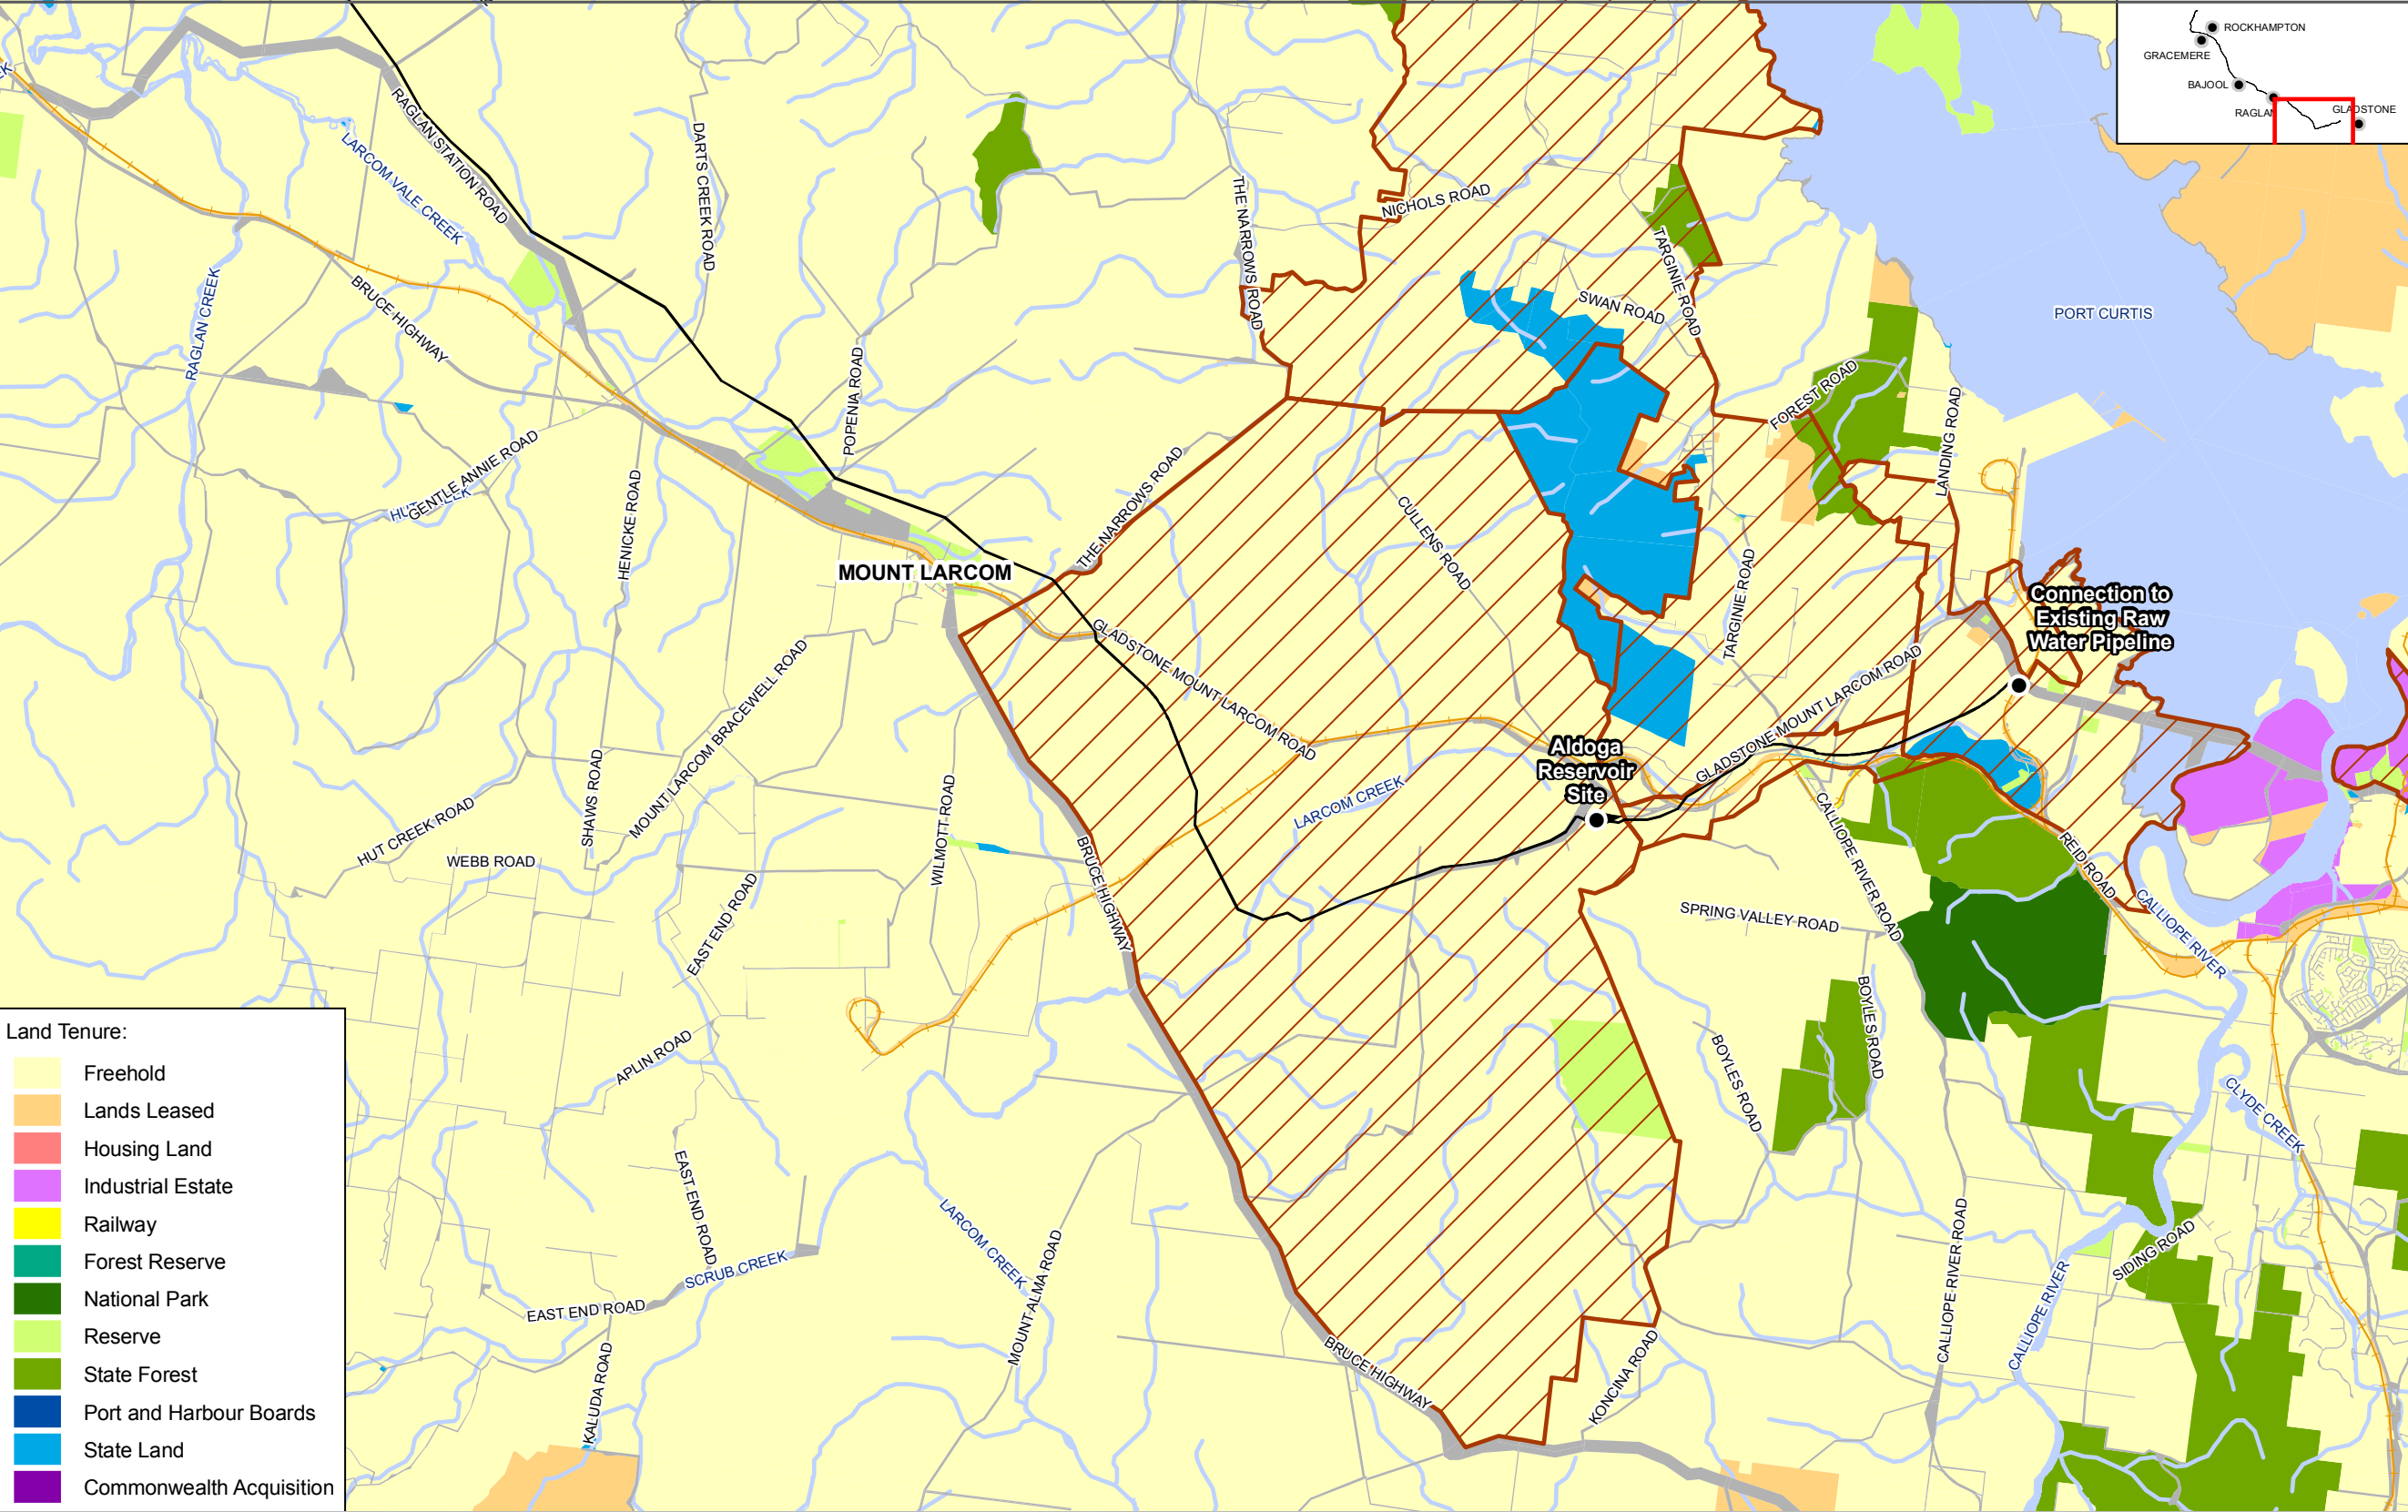 ROCKHAMPTON
GRACEMERE
BAJOOL
GLADSTONE
RAGLAN STATION ROAD
LARCOM VALE CREEK
DARTS CREEK ROAD
THE NARROWS ROAD
NICHOLS ROAD
TARGINIE ROAD
SWAN ROAD
PORT CURTIS
RAGLAN CREEK
BRUCE HIGHWAY
POPENIA ROAD
FOREST ROAD
LANDING ROAD
GENTLE ANNIE ROAD
HENICKE ROAD
THE NARROWS ROAD
CULLENS ROAD
MOUNT LARCOM
TARGINIE ROAD
Connection to
Existing Raw
Water Pipeline
GLADSTONE MOUNT LARCOM ROAD
GLADSTONE MOUNT LARCOM ROAD
MOUNT LARCOM BRACEWELL ROAD
Aldoga
Reservoir
Site
LARCOM CREEK
SHAWS ROAD
HUT CREEK ROAD
WEBB ROAD
WILMOTT ROAD
BRUCE HIGHWAY
CALLIOPE RIVER ROAD
REID ROAD
EAST END ROAD
SPRING VALLEY ROAD
CALLIOPE RIVER
BOYLES ROAD
BOYLES ROAD
APLIN ROAD
CLYDE CREEK
EAST END ROAD
LARCOM CREEK
SCRUB CREEK
MOUNT ALMA ROAD
CALLIOPE RIVER ROAD
SIDING ROAD
CALLIOPE RIVER
EAST END ROAD
KALUDA ROAD
BRUCE HIGHWAY
KONCINA ROAD
Land Tenure:
Freehold
Lands Leased
Housing Land
Industrial Estate
Railway
Forest Reserve
National Park
Reserve
State Forest
Port and Harbour Boards
State Land
Commonwealth Acquisition